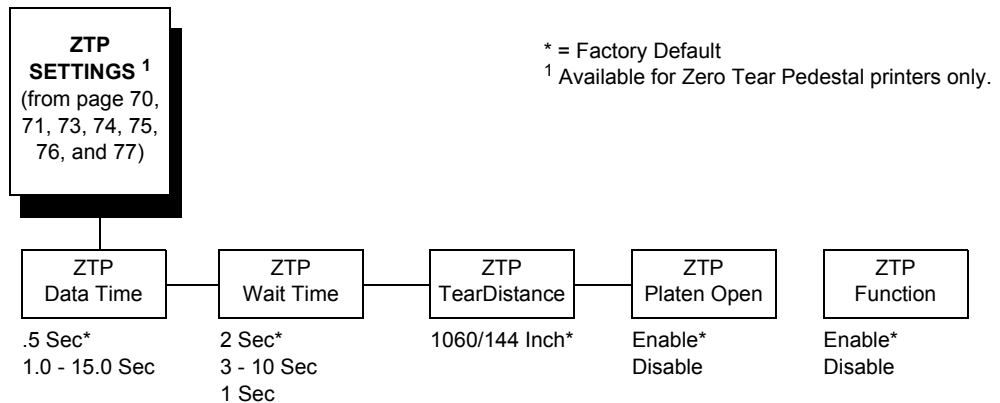 ZTP
SETTINGS 1
(from page 70,
71, 73, 74, 75,
76, and 77)
* = Factory Default
1 Available for Zero Tear Pedestal printers only.
ZTP
Data Time
.5 Sec*
1.0 - 15.0 Sec
ZTP
Wait Time
2 Sec*
3 - 10 Sec
1 Sec
ZTP
TearDistance
1060/144 Inch*
ZTP
Platen Open
Enable*
Disable
ZTP
Function
Enable*
Disable